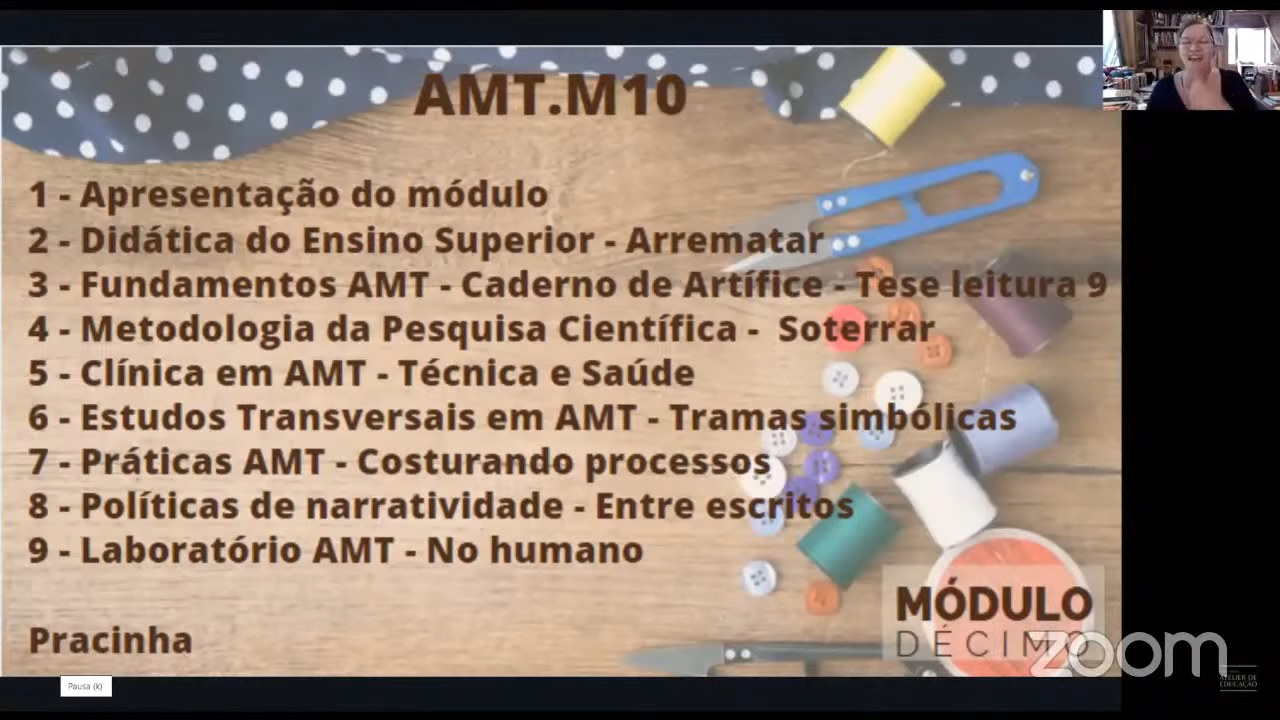 AMT.M10
1 - Apresentação do módulo
2 - Didática do Ensino Superior - Arrematar
3 - Fundamentos AMT - Caderno de Artífice - Tese leitura 9
4 - Metodologia da Pesquisa Científica - Soterrar
5 - Clínica em AMT - Técnica e Saúde
6 - Estudos Transversais em AMT - Tramas simbólicas
7 - Práticas AMT - Costurando processos
8 - Políticas de narratividade - Entre escritos
9 - Laboratório AMT - No humano
Pracinha
MÓDULO
DÉCIMO
zoom
Pausa (k)
ATELIER DE
EDUCAÇÃO